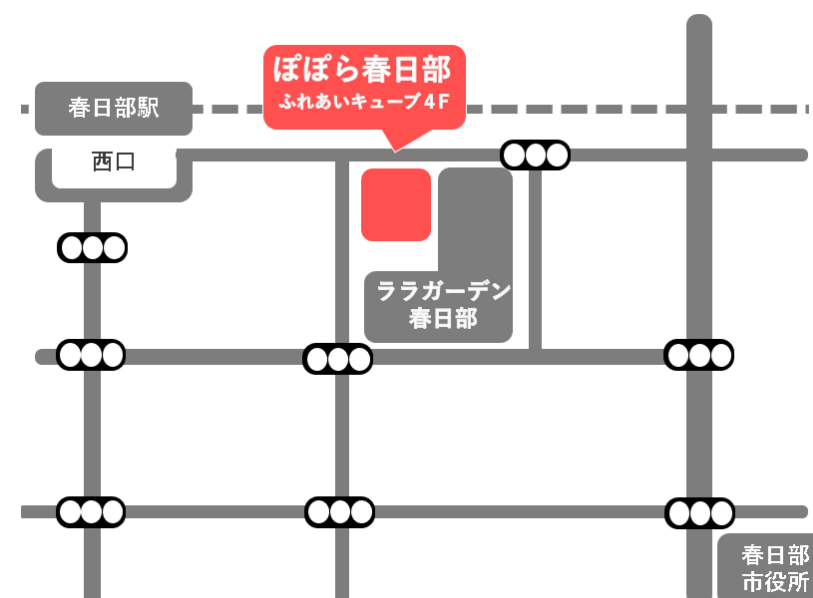 ぽぽら春日部
ふれあいキューブ4F
春日部駅
西口
ララガーデン
春日部
春日部
市役所